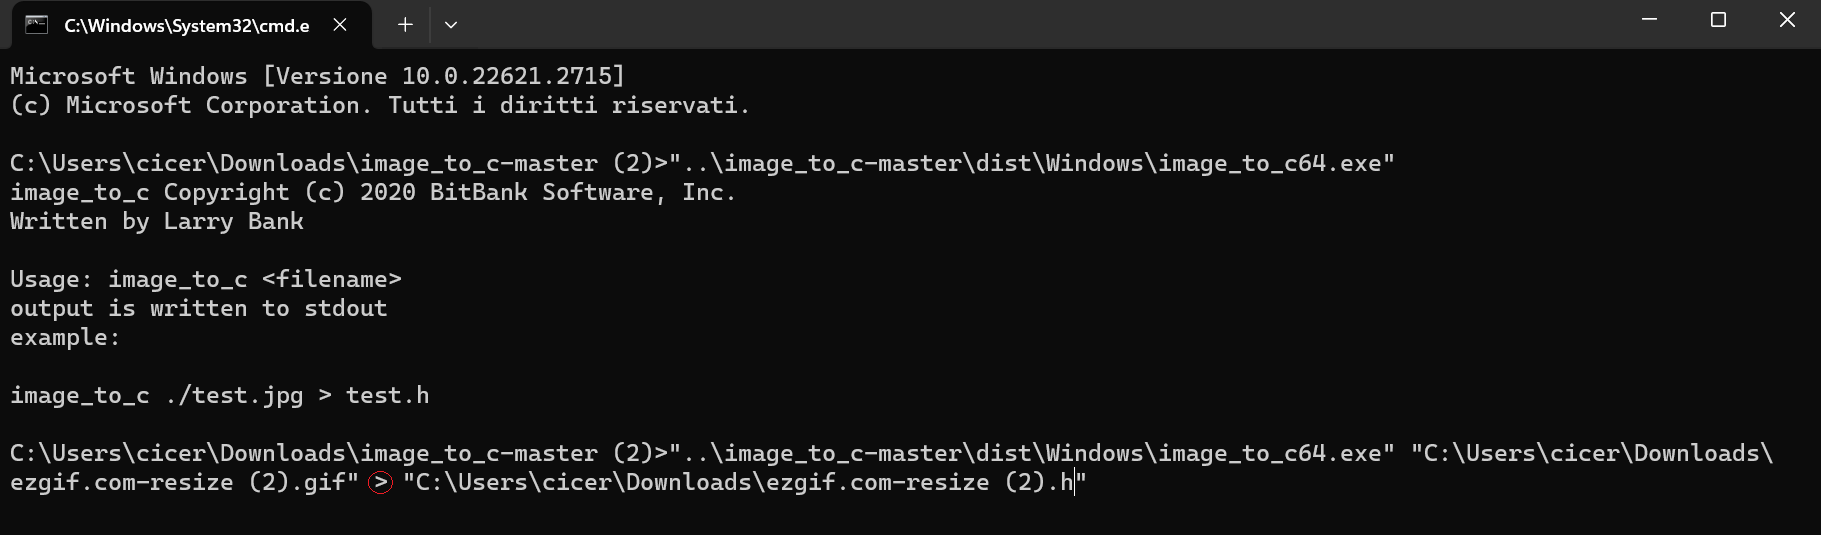 C:\Windows\System32\cmd.e
Microsoft Windows [Versione 10.0.22621.2715]
(c) Microsoft Corporation. Tutti i diritti riservati.
C:\Users\cicer\Downloads\image_to_c-master (2)>"..\image_to_c-master\dist\Windows\image_to_c64.exe"
image_to_c Copyright (c) 2020 BitBank Software, Inc.
Written by Larry Bank
Usage: image_to_c <filename>
output is written to stdout
example:
image_to_c ./test.jpg > test.h
C:\Users\cicer\Downloads\image_to_c-master (2)>"..\image_to_c-master\dist\Windows\image_to_c64.exe" "C:\Users\cicer\Downloads\
ezgif.com-resize (2).gif" > "C:\Users\cicer\Downloads\ezgif.com-resize (2).h"